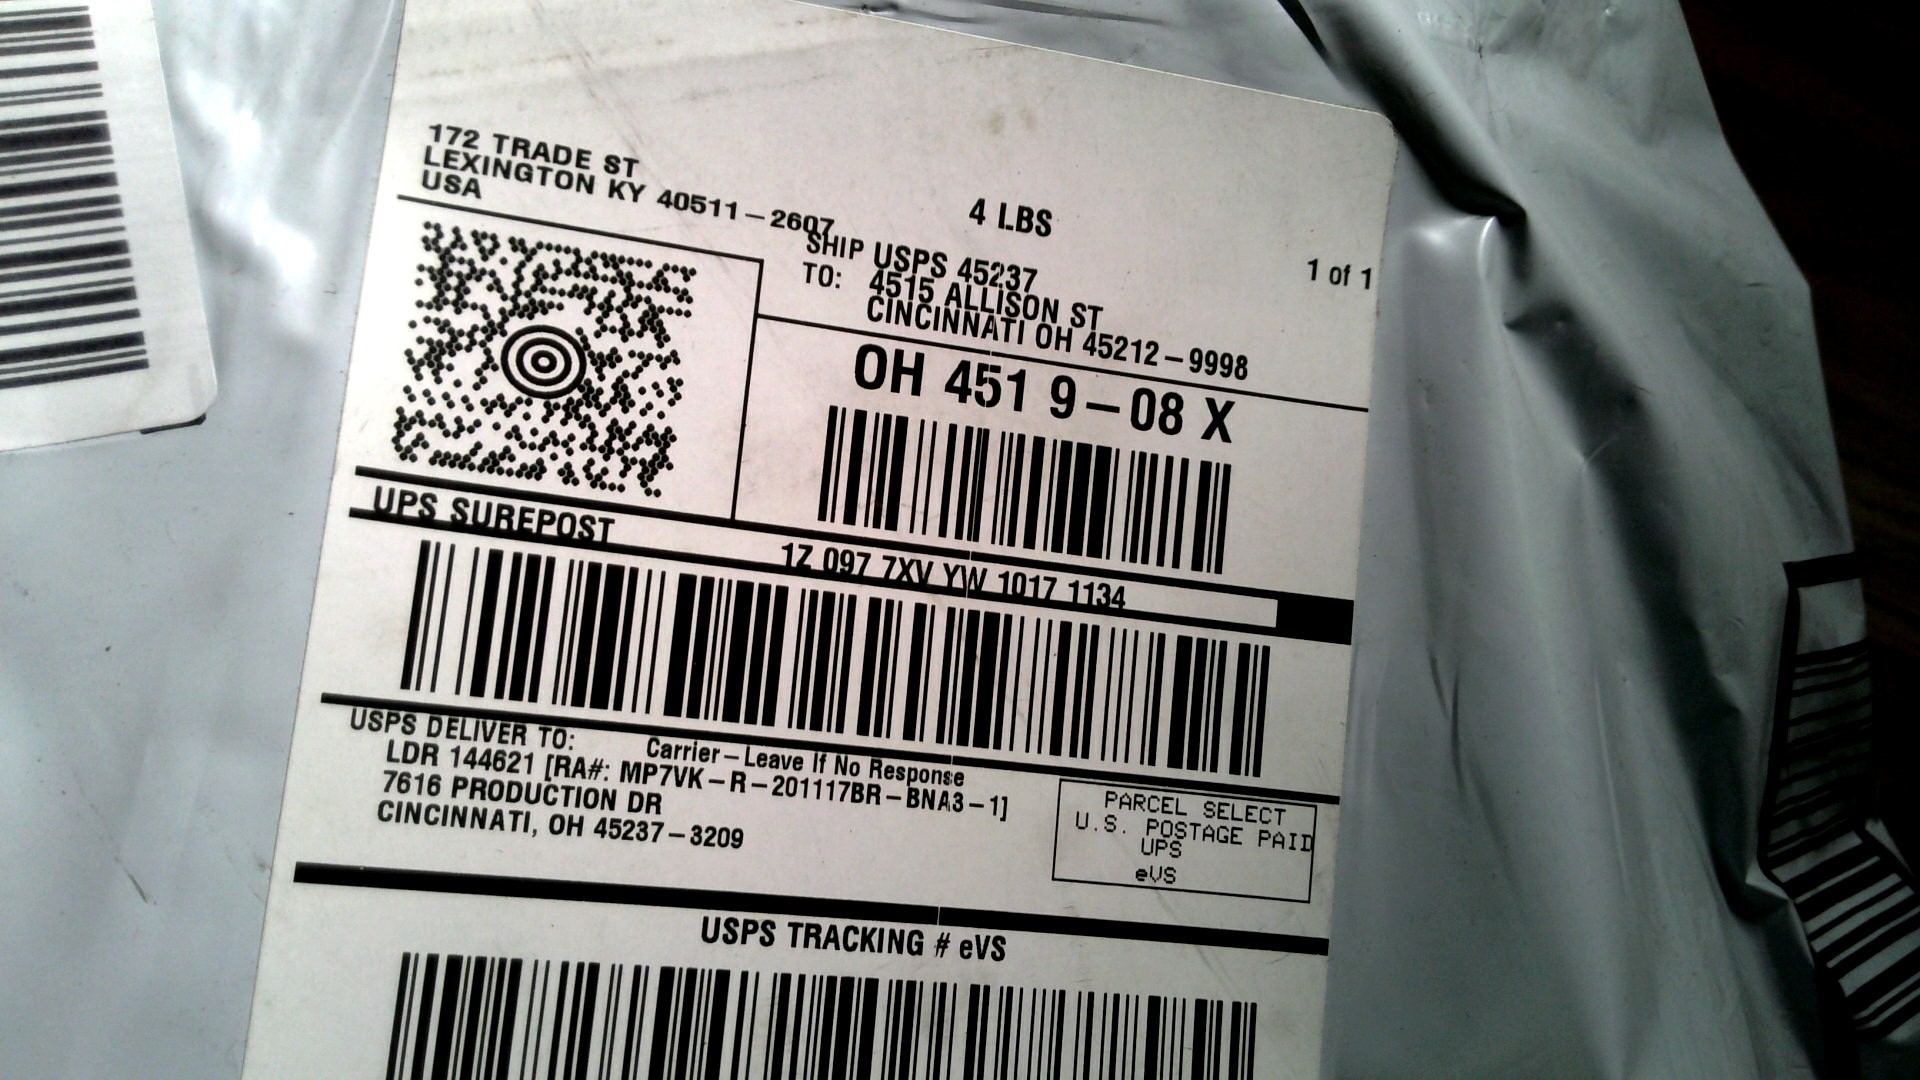 172 TRADE ST
LEXINGTON KY 40511-2607
USA
4 LBS
1 of 1
SHIP USPS 45237
TO: 4515 ALLISON ST
CINCINNATI OH 45212-9998
OH 451 9-08 X
UPS SUREPOST
1Z 097 7XV YW 1017 1134
USPS DELIVER TO:
Carrier-Leave If No Response
LDR 144621 [RA#: MP7VK-R-201117BR-BNA3-1]
7616 PRODUCTION DR
CINCINNATI, OH 45237-3209
PARCEL SELECT
U.S. POSTAGE PAID
UPS
eVS
USPS TRACKING # eVS